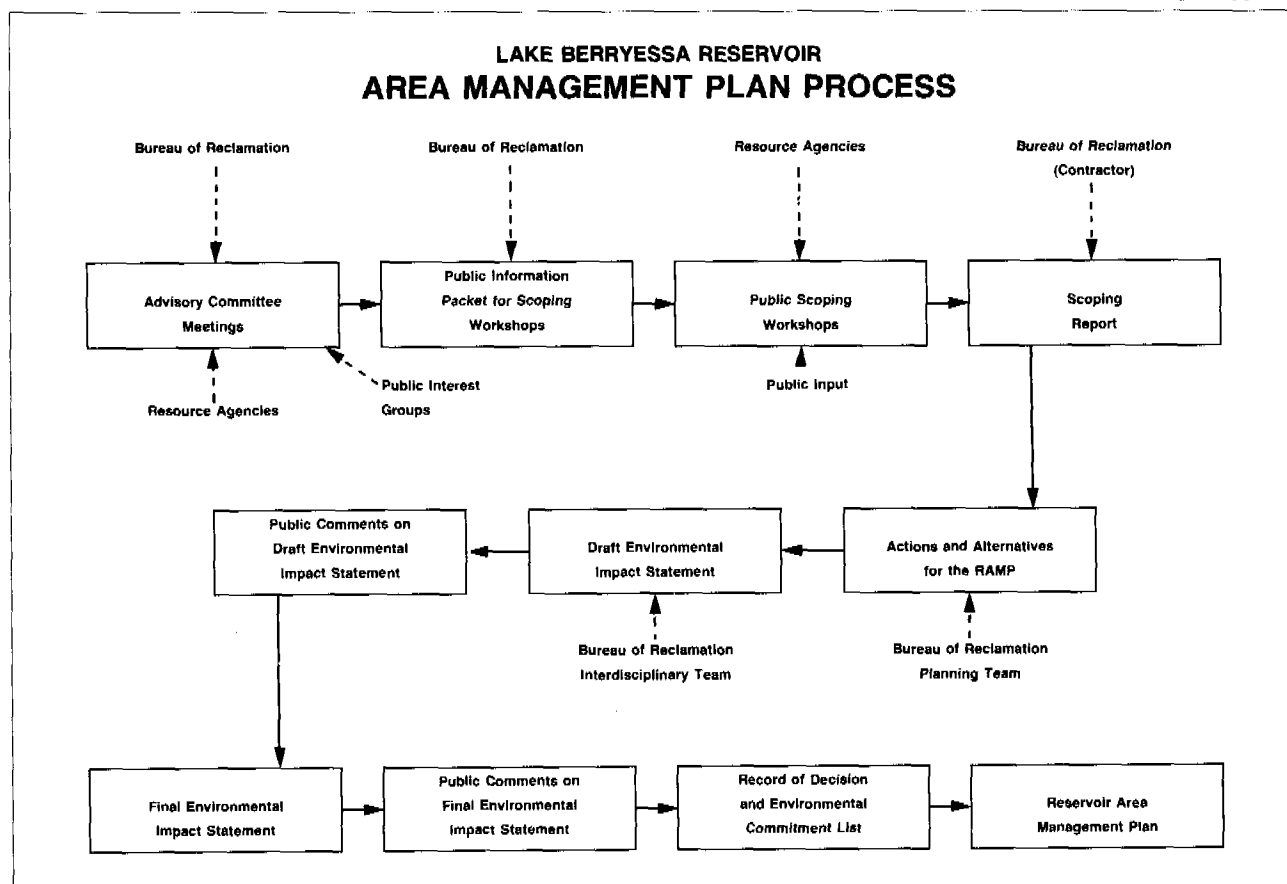 LAKE BERRYESSA RESERVOIR
AREA MANAGEMENT PLAN PROCESS
Bureau of Reclamation
Bureau of Reclamation
Resource Agencies
Bureau of Reclamation
(Contractor)
Advisory Committee
Meetings
Public Information
Packet for Scoping
Workshops
Public Scoping
Workshops
Scoping
Report
Resource Agencies
Public Interest
Groups
Public Input
Public Comments on
Draft Environmental
Impact Statement
Draft Environmental
Impact Statement
Actions and Alternatives
for the RAMP
Bureau of Reclamation
Interdisciplinary Team
Bureau of Reclamation
Planning Team
Final Environmental
Impact Statement
Public Comments on
Final Environmental
Impact Statement
Record of Decision
and Environmental
Commitment List
Reservoir Area
Management Plan